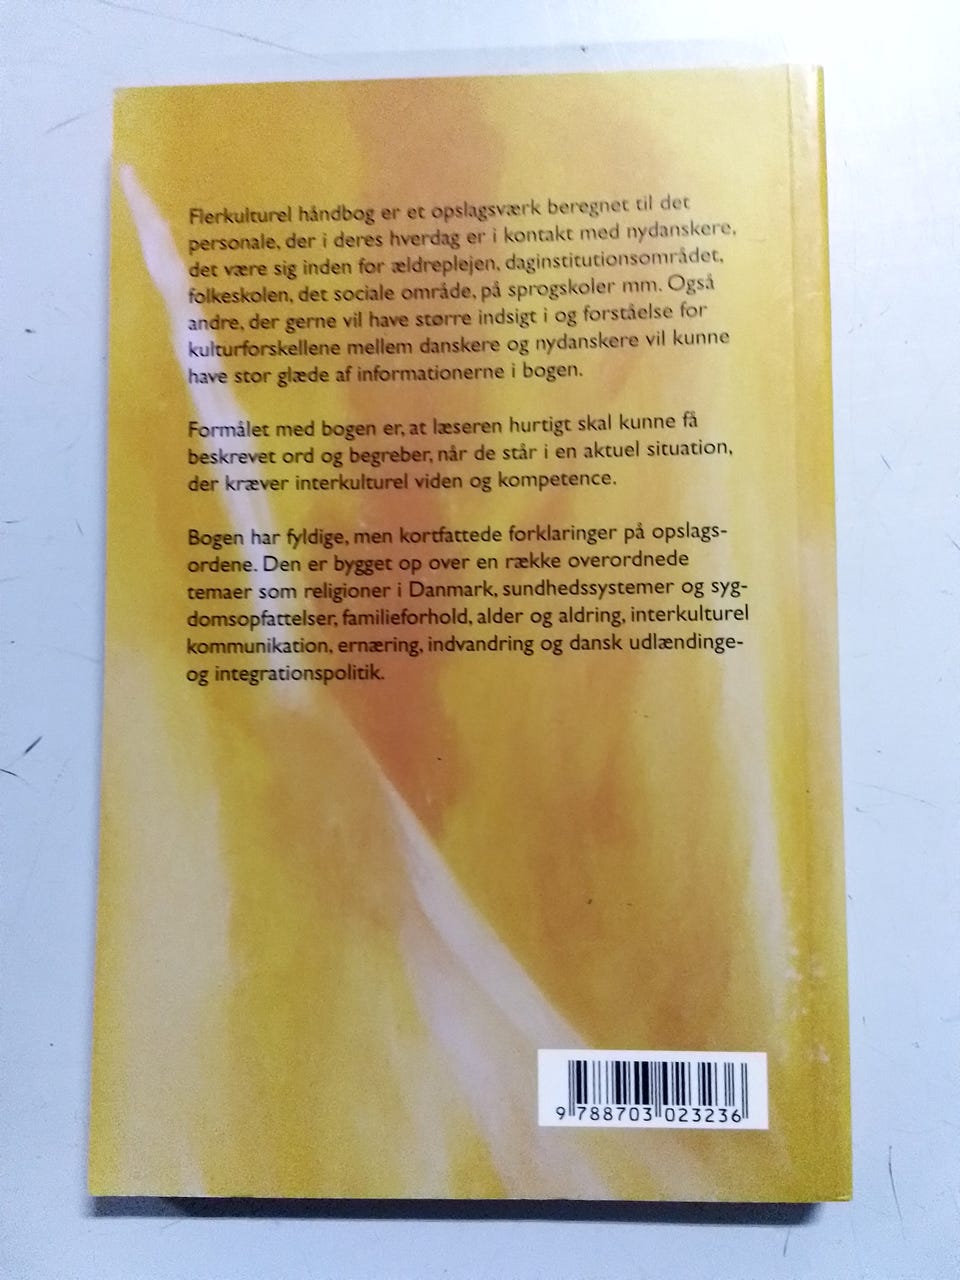 Flerkulturel håndbog er et opslagsværk beregnet til det
personale, der i deres hverdag er i kontakt med nydanskere,
det være sig inden for ældreplejen, daginstitutionsområdet,
folkeskolen, det sociale område, på sprogskoler mm. Også
andre, der gerne vil have større indsigt i og forståelse for
kulturforskellene mellem danskere og nydanskere vil kunne
have stor glæde af informationerne i bogen.
Formålet med bogen er, at læseren hurtigt skal kunne få
beskrevet ord og begreber, når de står i en aktuel situation,
der kræver interkulturel viden og kompetence.
Bogen har fyldige, men kortfattede forklaringer på opslags-
ordene. Den er bygget op over en række overordnede
temaer som religioner i Danmark, sundhedssystemer og syg-
domsopfattelser, familieforhold, alder og aldring, interkulturel
kommunikation, ernæring, indvandring og dansk udlændinge-
og integrationspolitik.
9 788703 023236